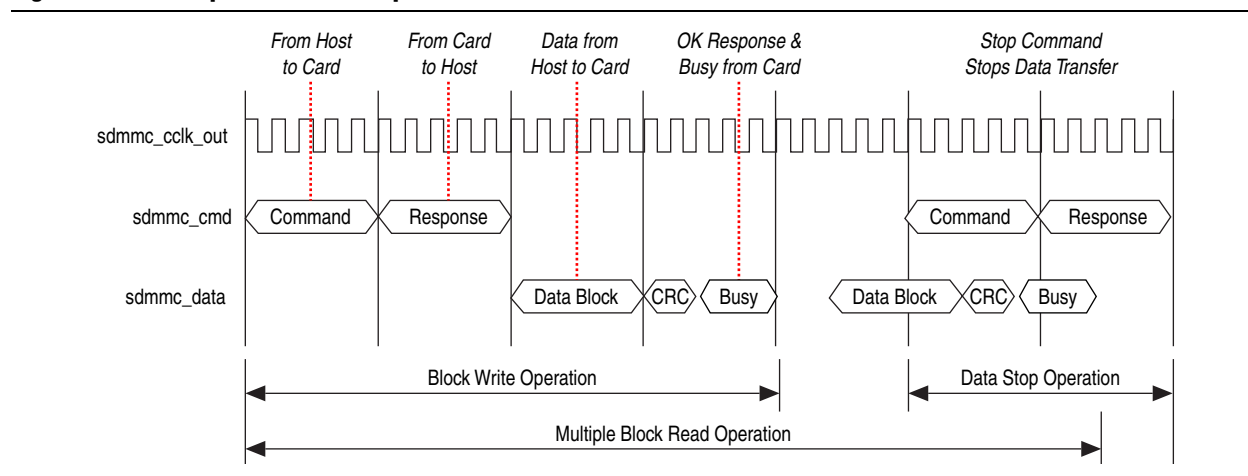 From Host
to Card
From Card
to Host
Data from
Host to Card
OK Response &
Busy from Card
Stop Command
Stops Data Transfer
sdmmc_cclk_out
sdmmc_cmd
Command
Response
Command
Response
sdmmc_data
Data Block
CRC
Busy
Data Block
CRC
Busy
Block Write Operation
Data Stop Operation
Multiple Block Read Operation